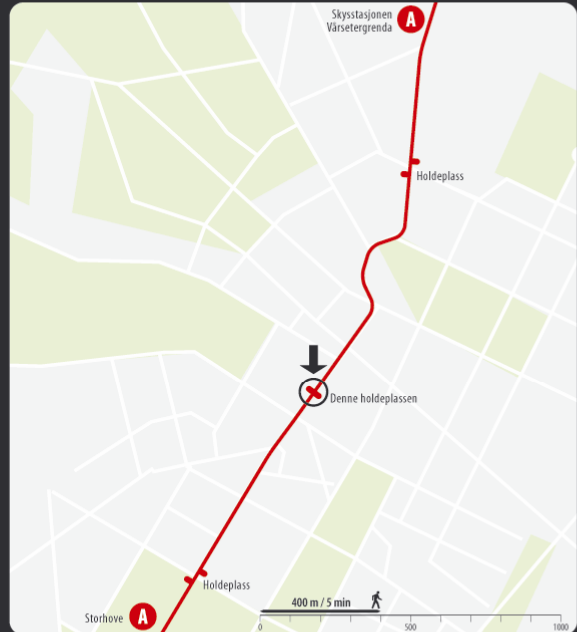 Skysstasjonen
Vårsetergrenda
A
Holdeplass
Denne holdeplassen
Holdeplass
Storhove
A
400 m / 5 min
0 500 1000